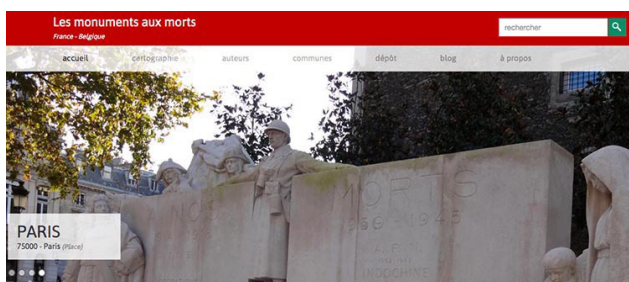 Les monuments aux morts
France - Belgique
rechercher
accueil cartographie auteurs communes dépôt blog à propos
MORTS
1945
INDOCHINE
PARIS
75000 - Paris (Place)